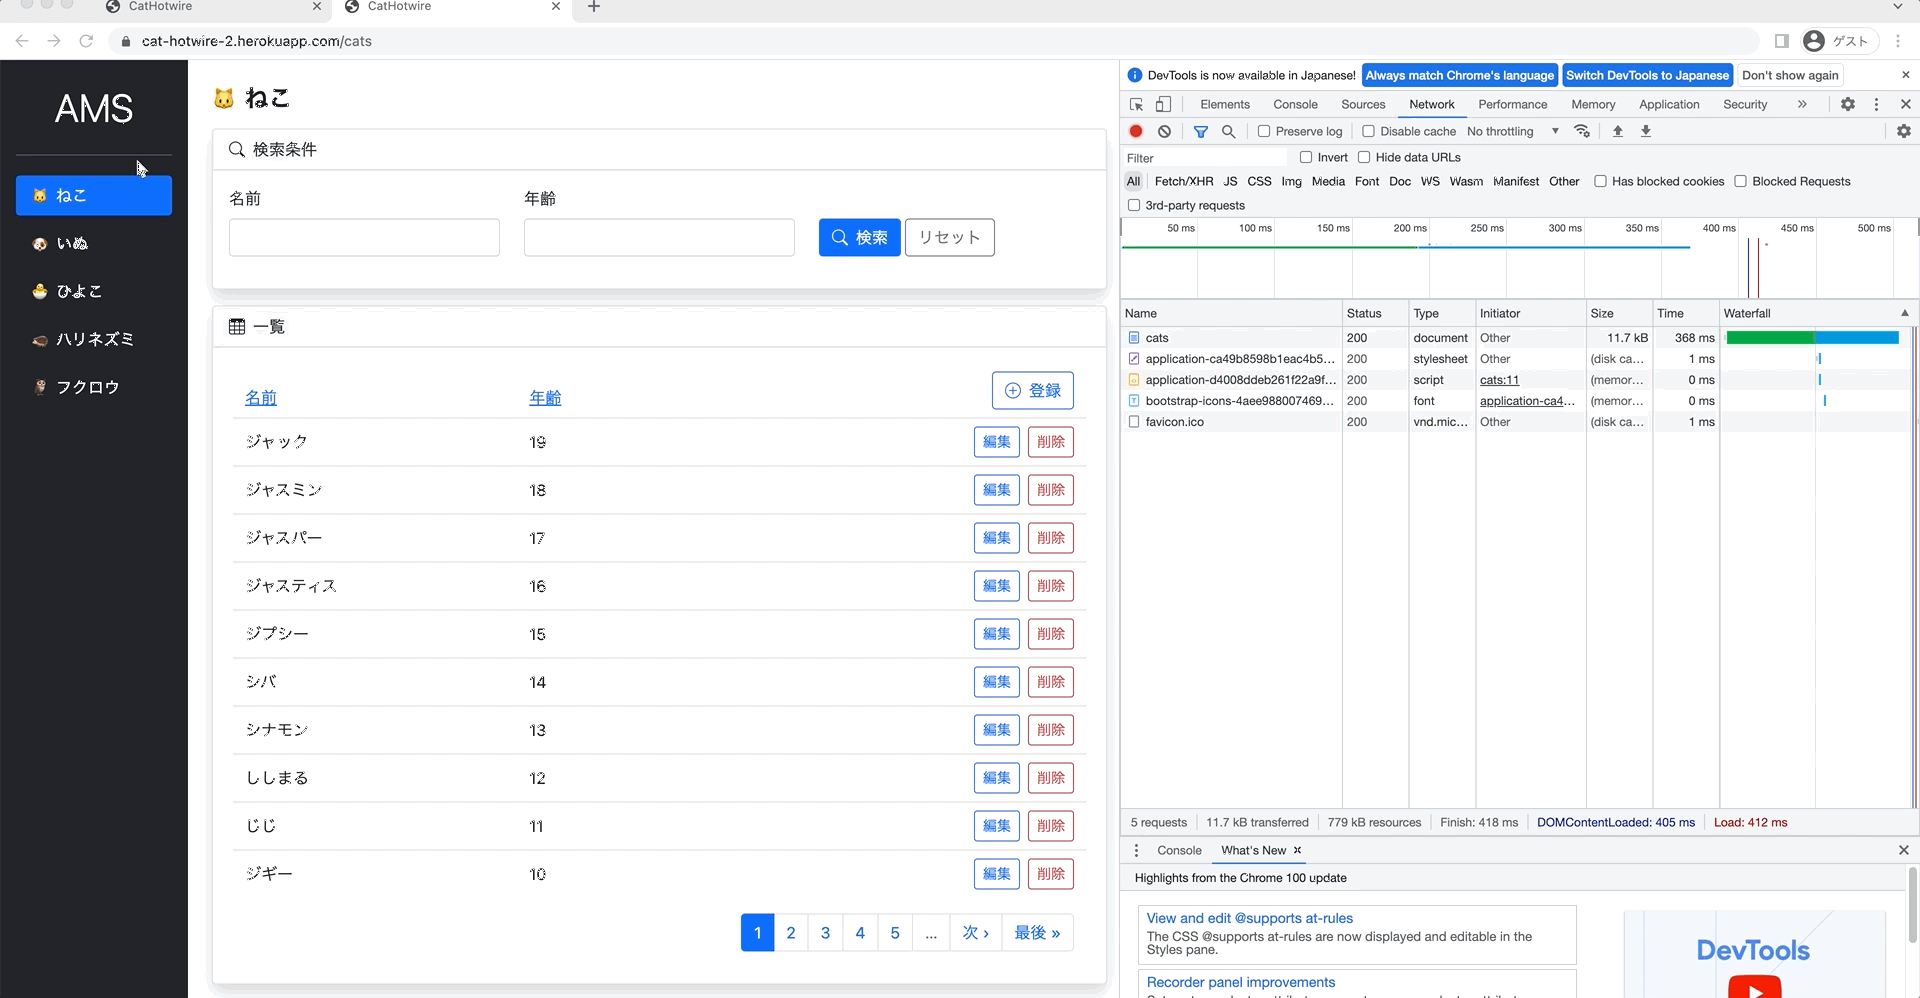 CatHotwire
CatHotwire
cat-hotwire-2.herokuapp.com/cats
ゲスト
AMS
ねこ
いぬ
ひよこ
ハリネズミ
フクロウ
ねこ
検索条件
名前 年齢
検索 リセット
一覧
名前 年齢 登録
ジャック 19 編集 削除
ジャスミン 18 編集 削除
ジャスパー 17 編集 削除
ジャスティス 16 編集 削除
ジプシー 15 編集 削除
シバ 14 編集 削除
シナモン 13 編集 削除
ししまる 12 編集 削除
じじ 11 編集 削除
ジギー 10 編集 削除
1 2 3 4 5 ... 次 › 最後 »
DevTools is now available in Japanese! Always match Chrome's language Switch DevTools to Japanese Don't show again
Elements Console Sources Network Performance Memory Application Security »
Preserve log Disable cache No throttling
Filter Invert Hide data URLs
All Fetch/XHR JS CSS Img Media Font Doc WS Wasm Manifest Other Has blocked cookies Blocked Requests
3rd-party requests
50 ms 100 ms 150 ms 200 ms 250 ms 300 ms 350 ms 400 ms 450 ms 500 ms
Name Status Type Initiator Size Time Waterfall
cats 200 document Other 11.7 kB 368 ms
application-ca49b8598b1eac4b5... 200 stylesheet Other (disk ca... 1 ms
application-d4008ddeb261f22a9f... 200 script cats:11 (memor... 0 ms
bootstrap-icons-4aee988007469... 200 font application-ca4... (memor... 0 ms
favicon.ico 200 vnd.mic... Other (disk ca... 1 ms
5 requests 11.7 kB transferred 779 kB resources Finish: 418 ms DOMContentLoaded: 405 ms Load: 412 ms
Console What's New
Highlights from the Chrome 100 update
View and edit @supports at-rules
The CSS @supports at-rules are now displayed and editable in the
Styles pane.
Recorder panel improvements
DevTools